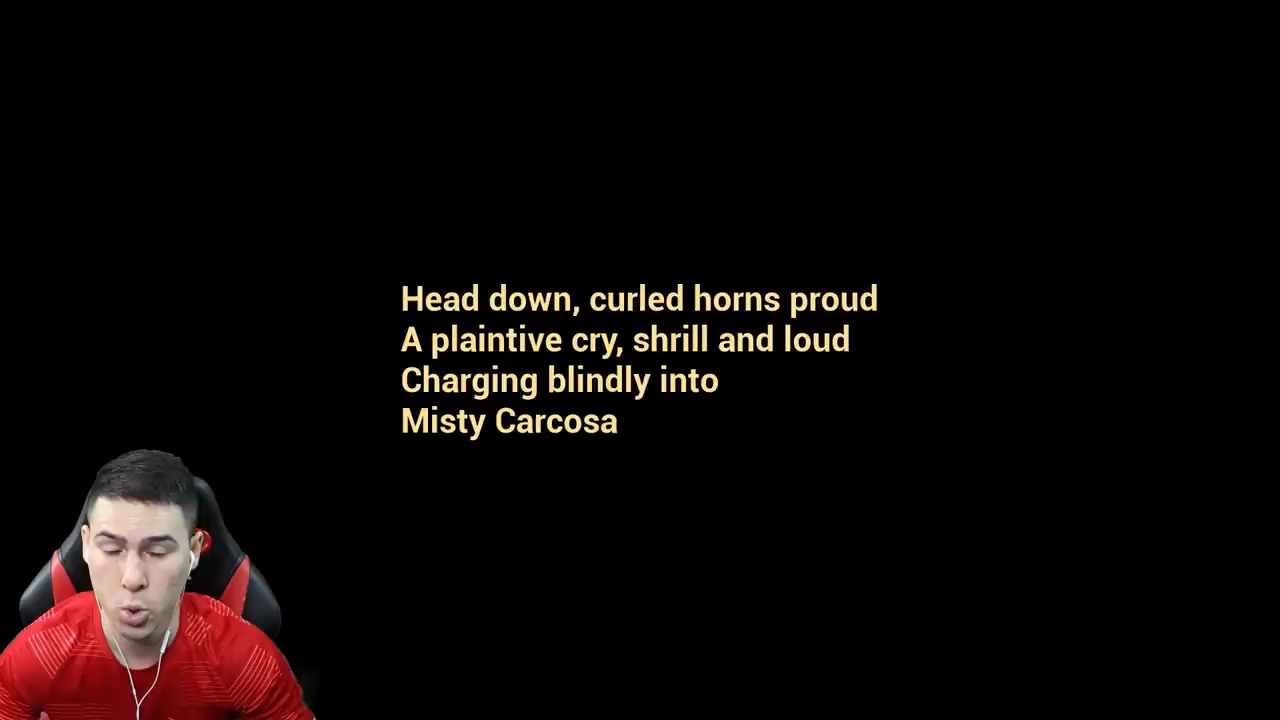 Head down, curled horns proud
A plaintive cry, shrill and loud
Charging blindly into
Misty Carcosa